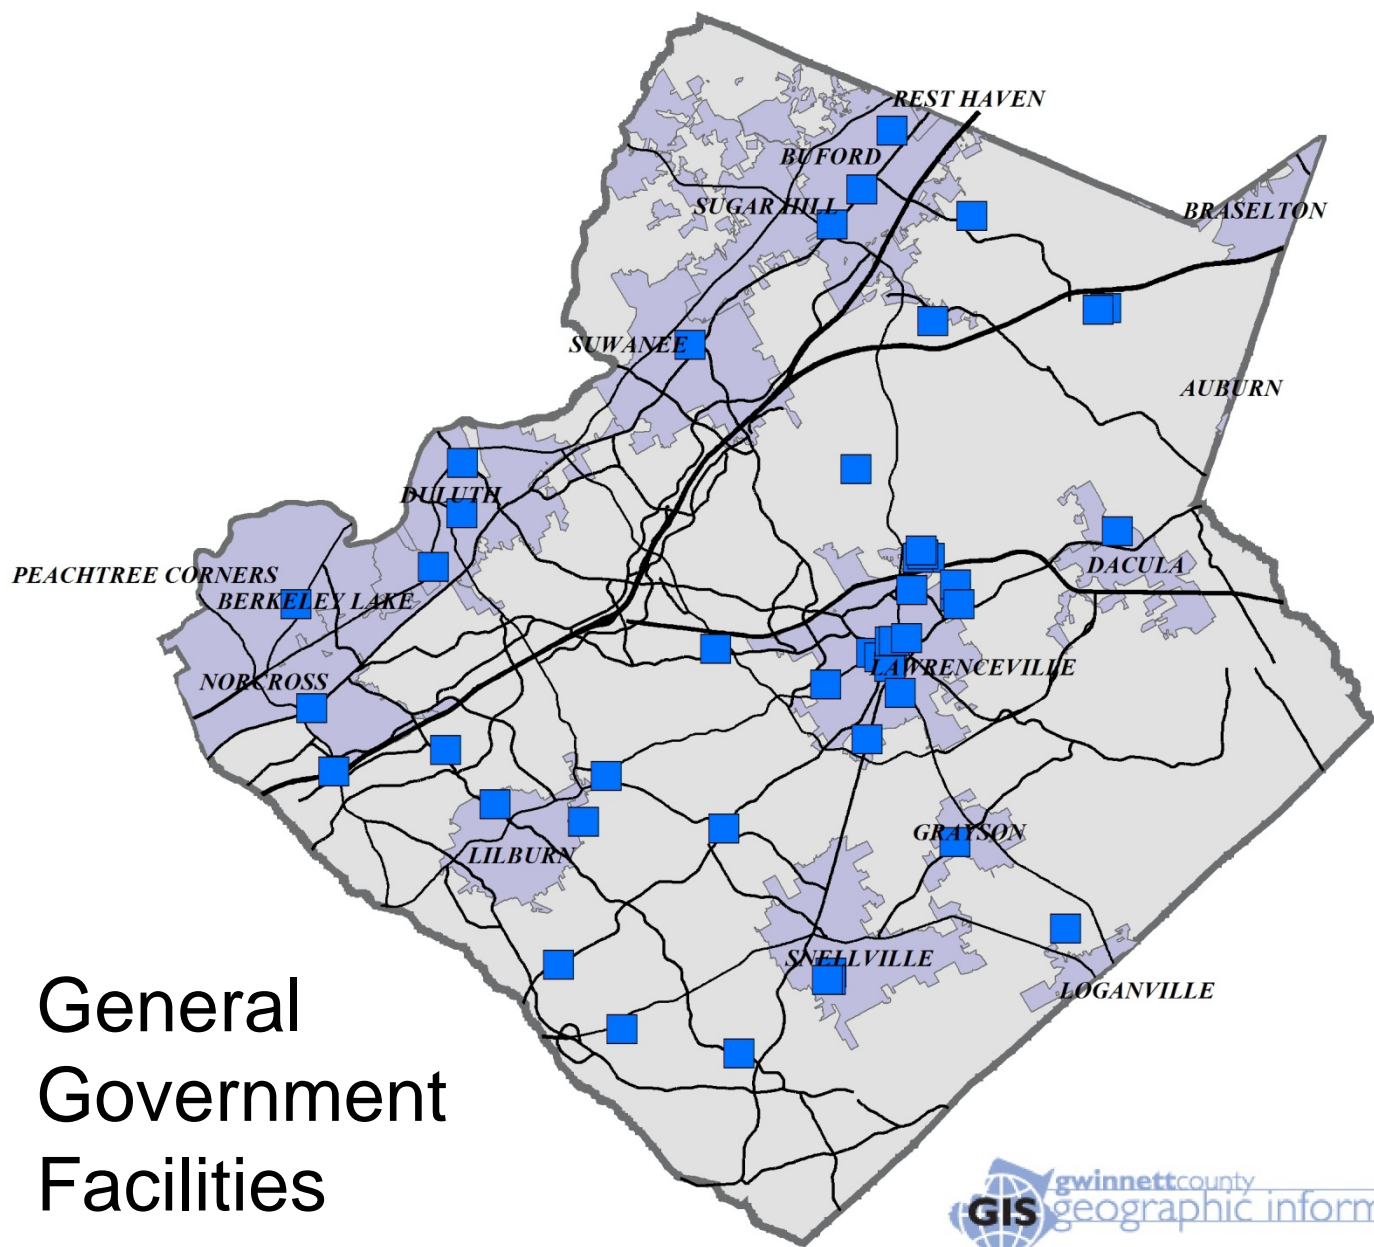 REST HAVEN
BUFORD
SUGAR HILL
BRASELTON
SUWANEE
AUBURN
DULUTH
PEACHTREE CORNERS
BERKELEY LAKE
DACULA
NORCROSS
LAWRENCEVILLE
GRAYSON
LILBURN
SNELLVILLE
LOGANVILLE
General
Government
Facilities
gwinnettcounty
GIS geographic inform